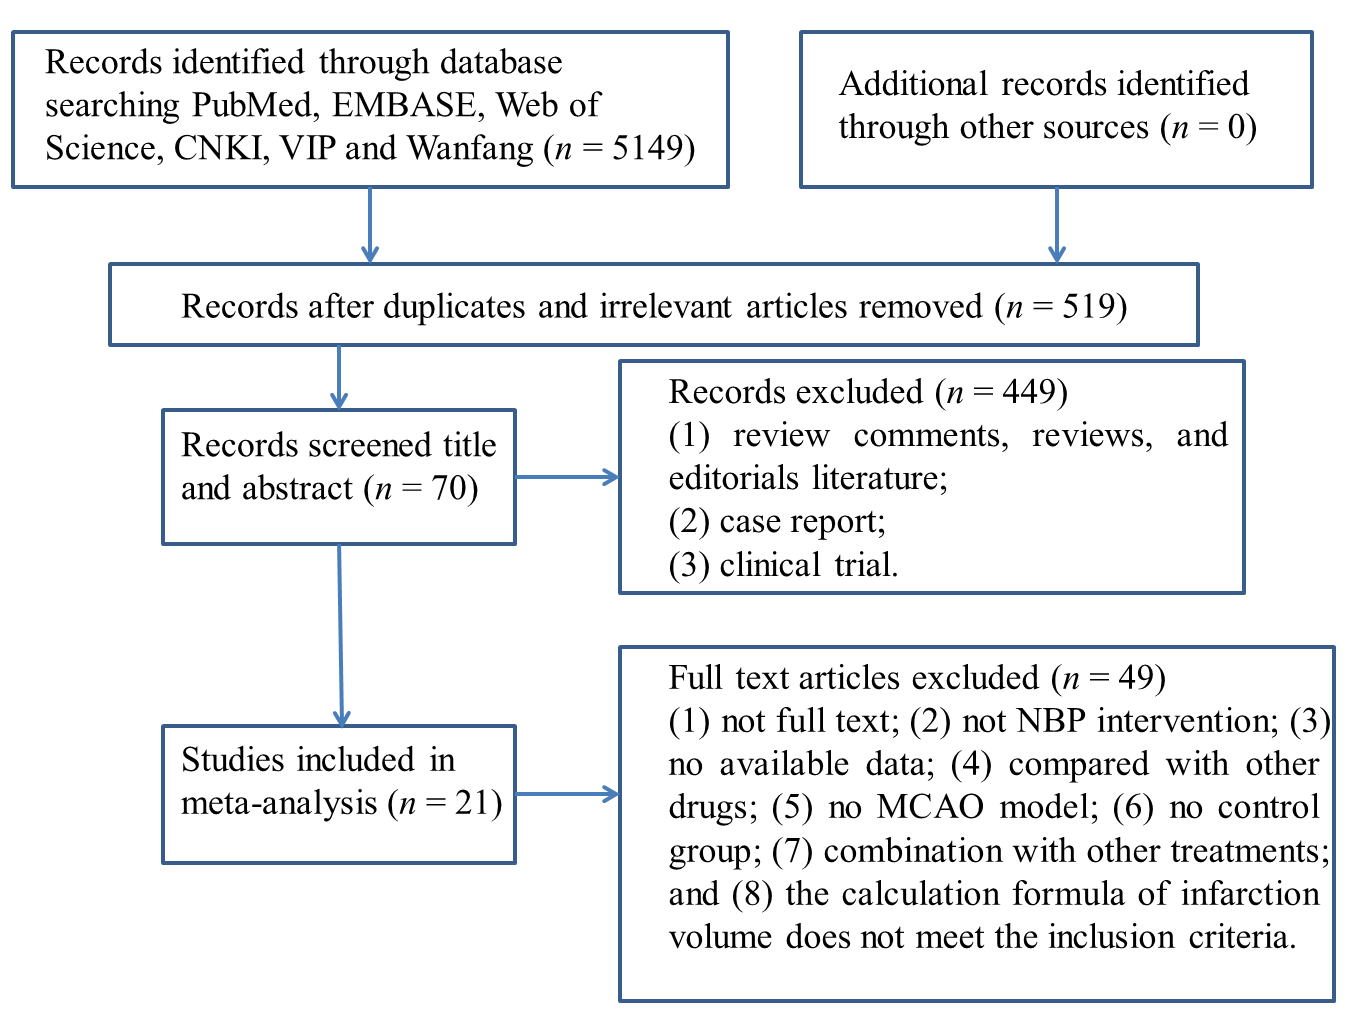 Records identified through database
searching PubMed, EMBASE, Web of
Science, CNKI, VIP and Wanfang (n = 5149)
Additional records identified
through other sources (n = 0)
Records after duplicates and irrelevant articles removed (n = 519)
Records screened title
and abstract (n = 70)
Records excluded (n = 449)
(1) review comments, reviews, and
editorials literature;
(2) case report;
(3) clinical trial.
Studies included in
meta-analysis (n = 21)
Full text articles excluded (n = 49)
(1) not full text; (2) not NBP intervention; (3)
no available data; (4) compared with other
drugs; (5) no MCAO model; (6) no control
group; (7) combination with other treatments;
and (8) the calculation formula of infarction
volume does not meet the inclusion criteria.